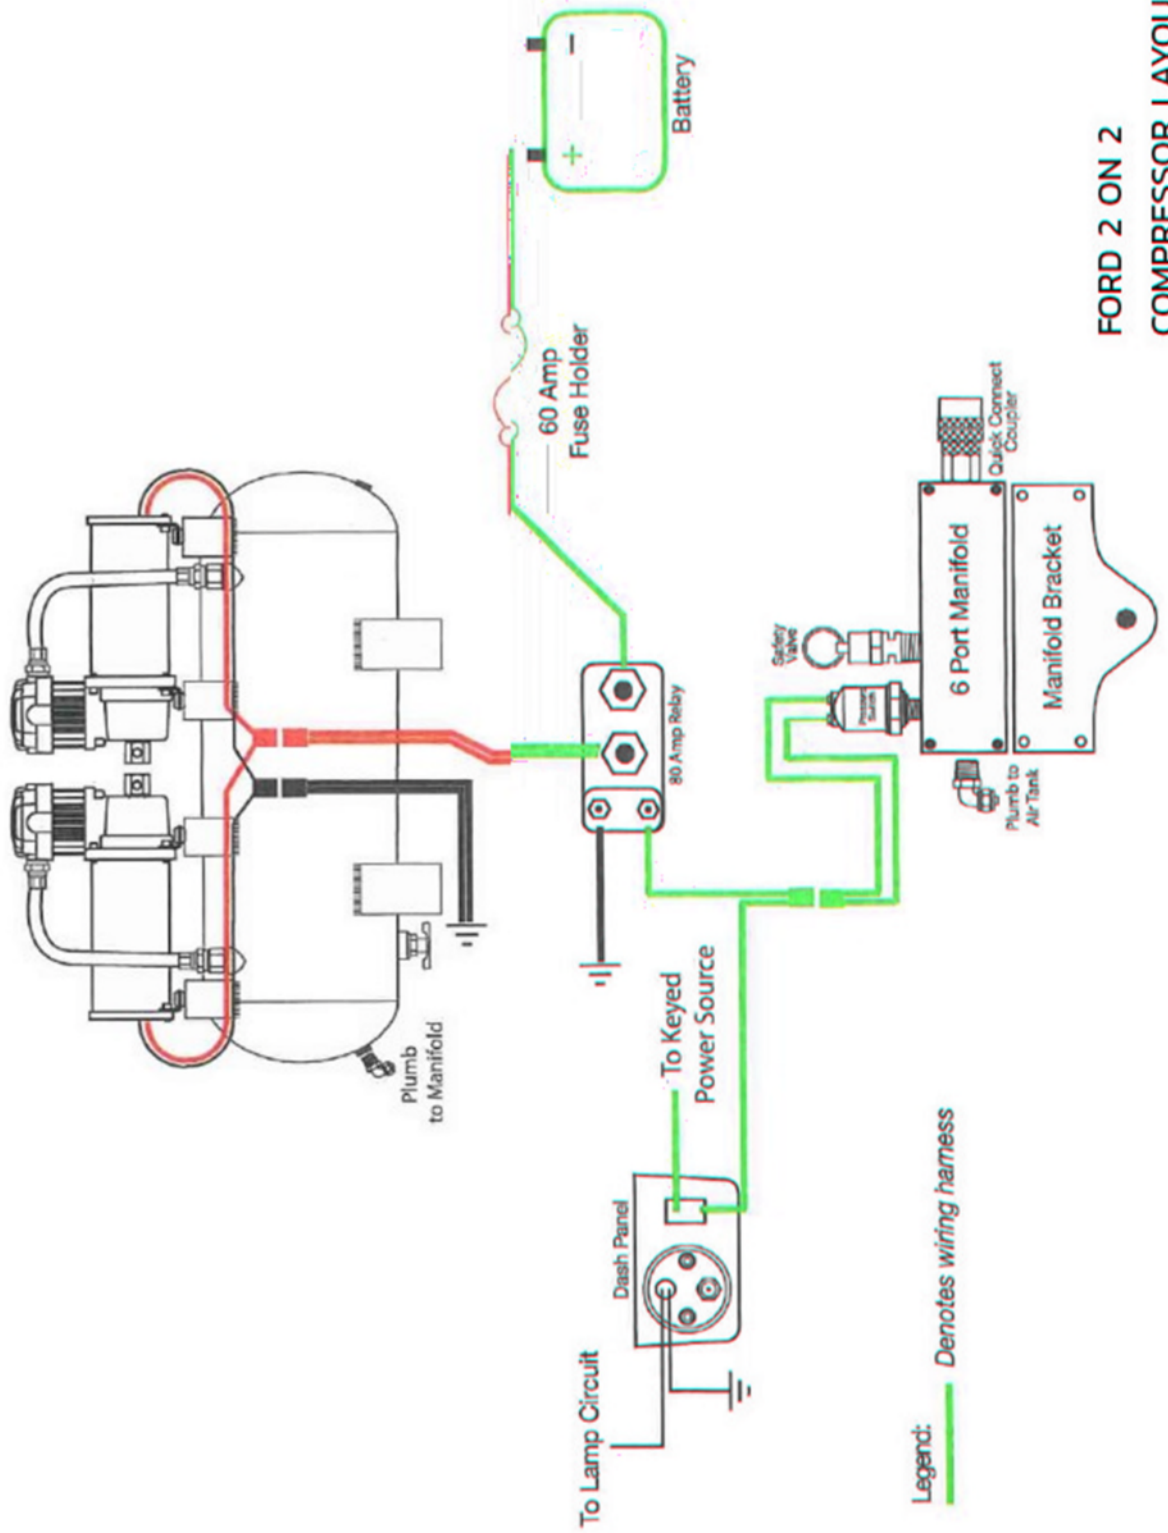 FORD 2 ON 2
Battery
+
−
60 Amp
Fuse Holder
80 Amp Relay
Plumb
to Manifold
Safety
Valve
Pressure
Switch
6 Port Manifold
Manifold Bracket
Quick Connect
Coupler
Plumb to
Air Tank
To Keyed
Power Source
Dash Panel
To Lamp Circuit
Legend:
Denotes wiring harness
COMPRESSOR LAYOU